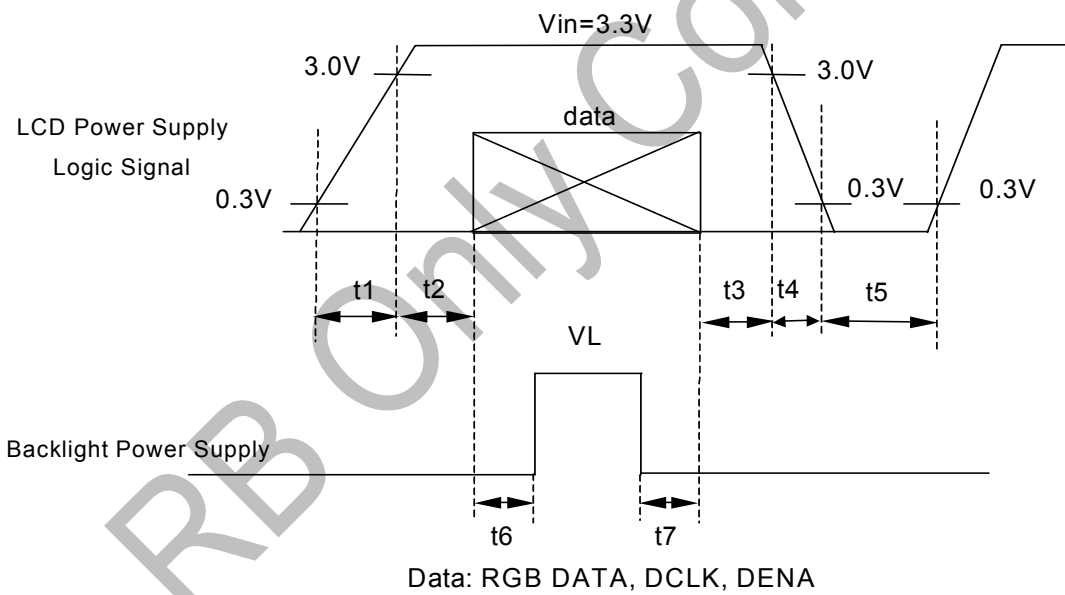 Vin=3.3V
3.0V
3.0V
LCD Power Supply
Logic Signal
data
0.3V
0.3V
0.3V
t1
t2
t3
t4
t5
VL
Backlight Power Supply
t6
t7
Data: RGB DATA, DCLK, DENA
RB Only Co